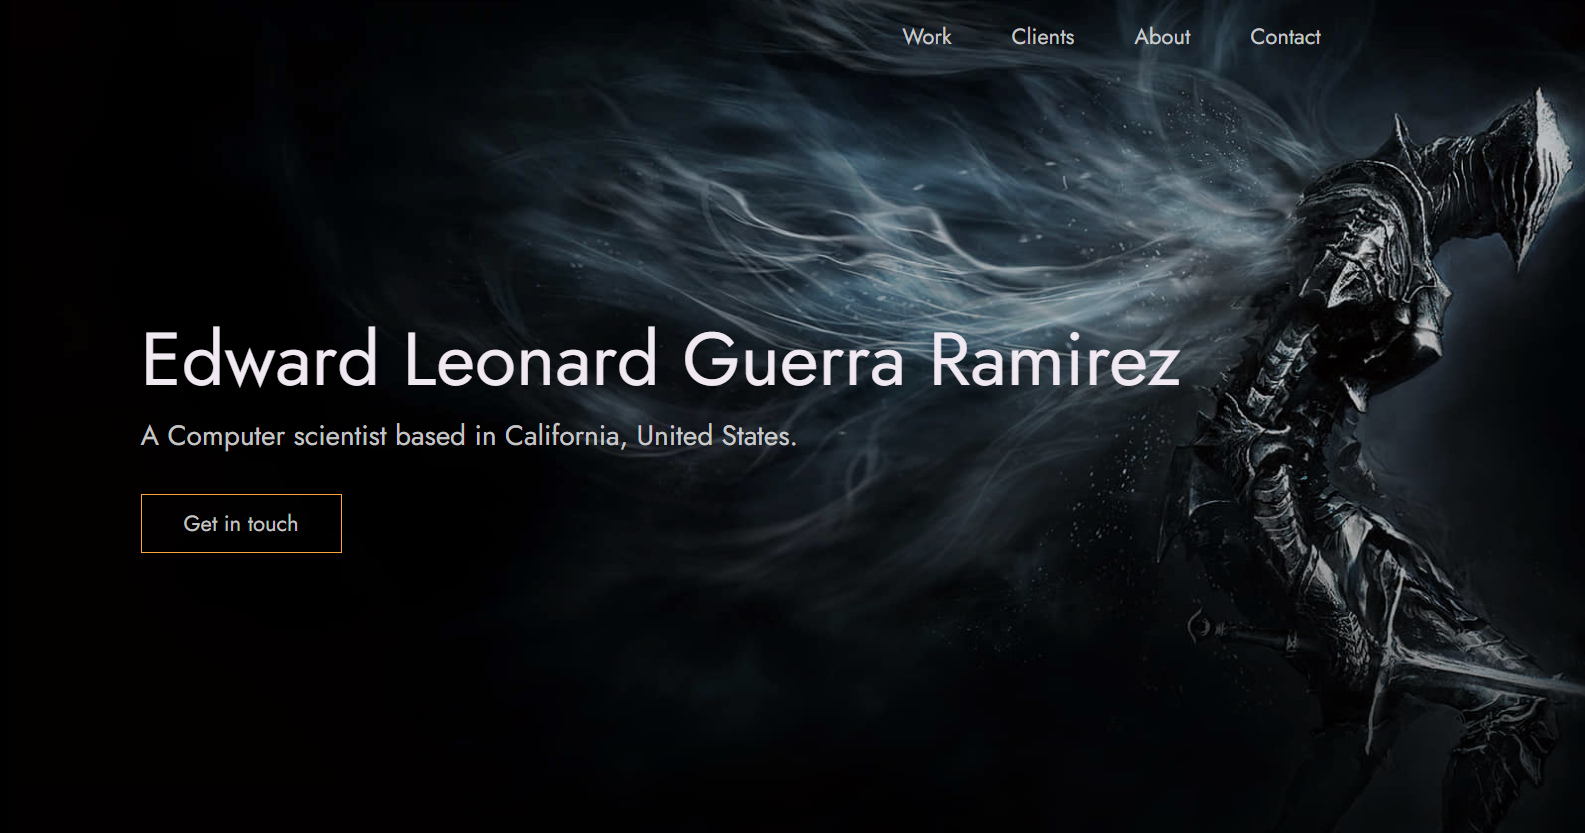 Work Clients About Contact
Edward Leonard Guerra Ramirez
A Computer scientist based in California, United States.
Get in touch